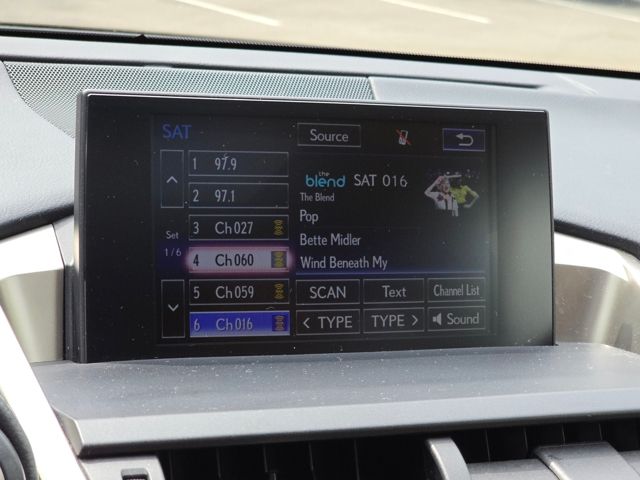 SAT
Source
1 97.9
2 97.1
3 Ch 027
4 Ch 060
5 Ch 059
6 Ch 016
Set
1/6
the
blend SAT 016
The Blend
Pop
Bette Midler
Wind Beneath My
SCAN Text Channel List
< TYPE TYPE > Sound